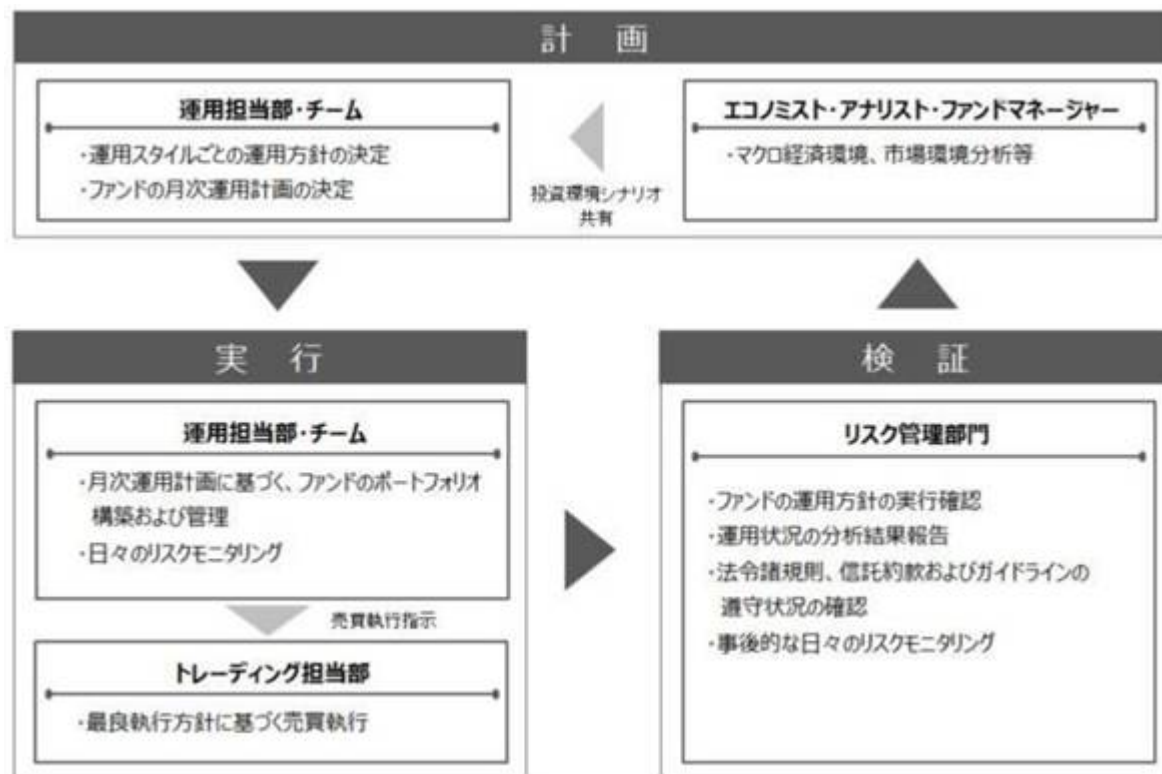 計 画
運用担当部・チーム
・運用スタイルごとの運用方針の決定
・ファンドの月次運用計画の決定
投資環境シナリオ
共有
エコノミスト・アナリスト・ファンドマネージャー
・マクロ経済環境、市場環境分析等
実 行
運用担当部・チーム
・月次運用計画に基づく、ファンドのポートフォリオ
構築および管理
・日々のリスクモニタリング
売買執行指示
トレーディング担当部
・最良執行方針に基づく売買執行
検 証
リスク管理部門
・ファンドの運用方針の実行確認
・運用状況の分析結果報告
・法令諸規則、信託約款およびガイドラインの
遵守状況の確認
・事後的な日々のリスクモニタリング